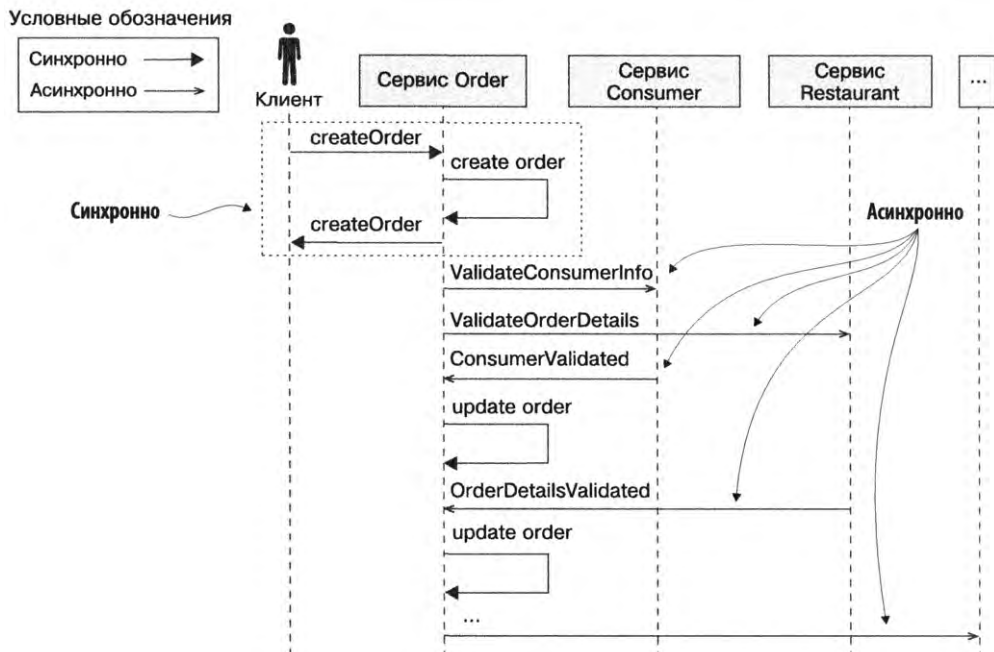 Условные обозначения
Синхронно
Асинхронно
Клиент
Сервис Order
Сервис
Consumer
Сервис
Restaurant
...
createOrder
create order
Синхронно
createOrder
Асинхронно
ValidateConsumerInfo
ValidateOrderDetails
ConsumerValidated
update order
OrderDetailsValidated
update order
...